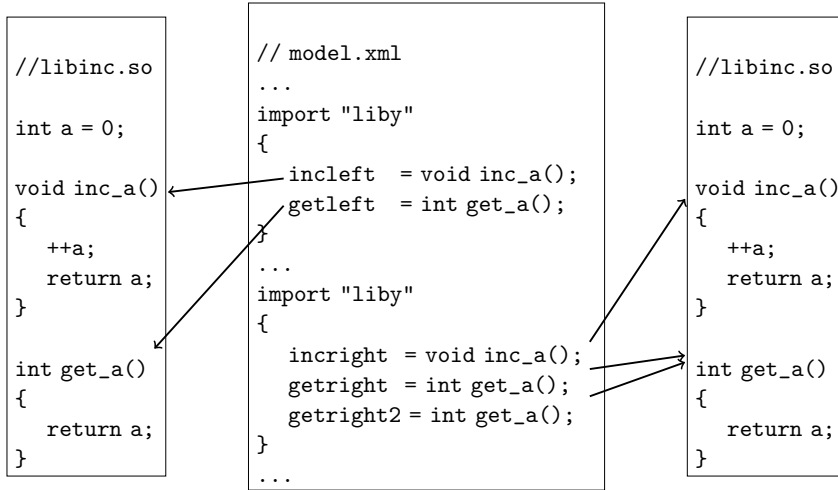 //libinc.so
int a = 0;
void inc_a()
{
++a;
return a;
}
int get_a()
{
return a;
}
// model.xml
...
import "liby"
{
incleft = void inc_a();
getleft = int get_a();
}
...
import "liby"
{
incright = void inc_a();
getright = int get_a();
getright2 = int get_a();
}
...
//libinc.so
int a = 0;
void inc_a()
{
++a;
return a;
}
int get_a()
{
return a;
}